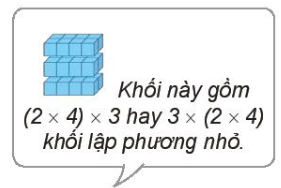 Khối này gồm
(2 × 4) × 3 hay 3 × (2 × 4)
khối lập phương nhỏ.